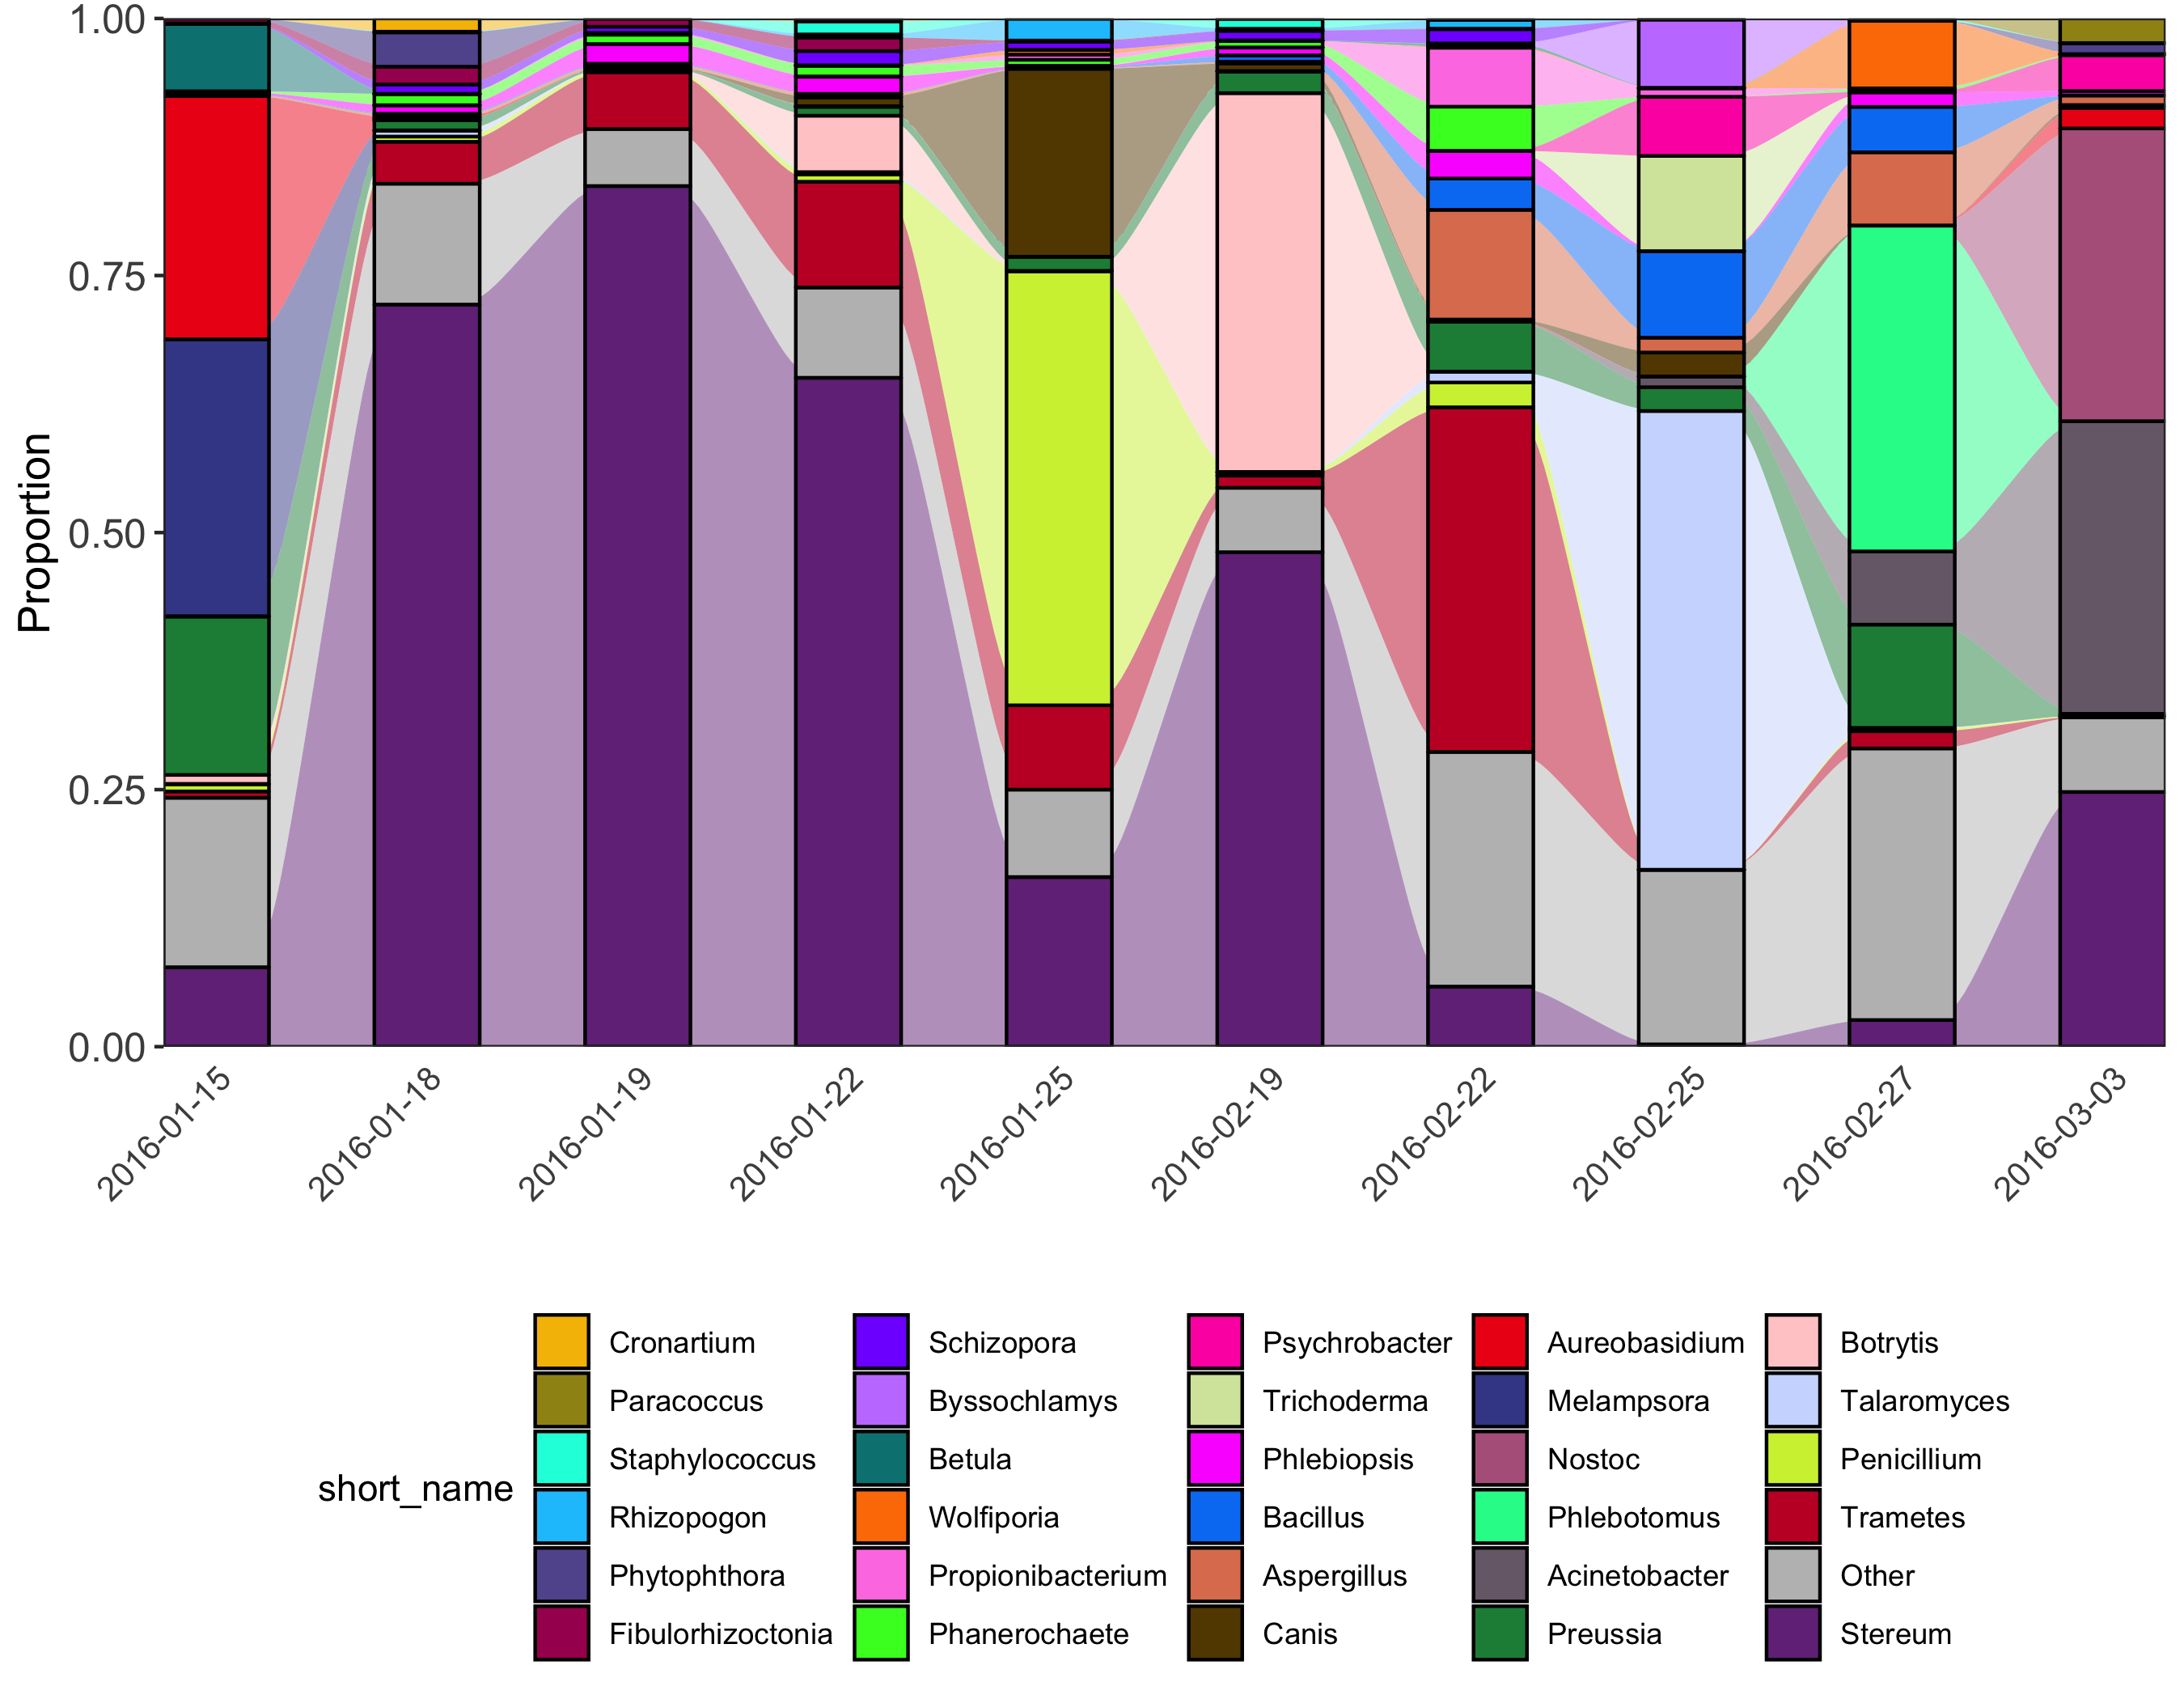 1.00
0.75
0.50
0.25
0.00
Proportion
2016-01-15
2016-01-18
2016-01-19
2016-01-22
2016-01-25
2016-02-19
2016-02-22
2016-02-25
2016-02-27
2016-03-03
short_name
Cronartium
Paracoccus
Staphylococcus
Rhizopogon
Phytophthora
Fibulorhizoctonia
Schizopora
Byssochlamys
Betula
Wolfiporia
Propionibacterium
Phanerochaete
Psychrobacter
Trichoderma
Phlebiopsis
Bacillus
Aspergillus
Canis
Aureobasidium
Melampsora
Nostoc
Phlebotomus
Acinetobacter
Preussia
Botrytis
Talaromyces
Penicillium
Trametes
Other
Stereum